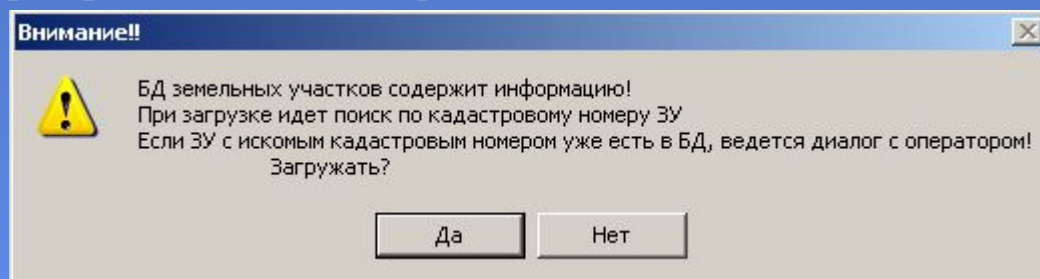 Внимание!!
БД земельных участков содержит информацию!
При загрузке идет поиск по кадастровому номеру ЗУ
Если ЗУ с искомым кадастровым номером уже есть в БД, ведется диалог с оператором!
Загружать?
Да Нет